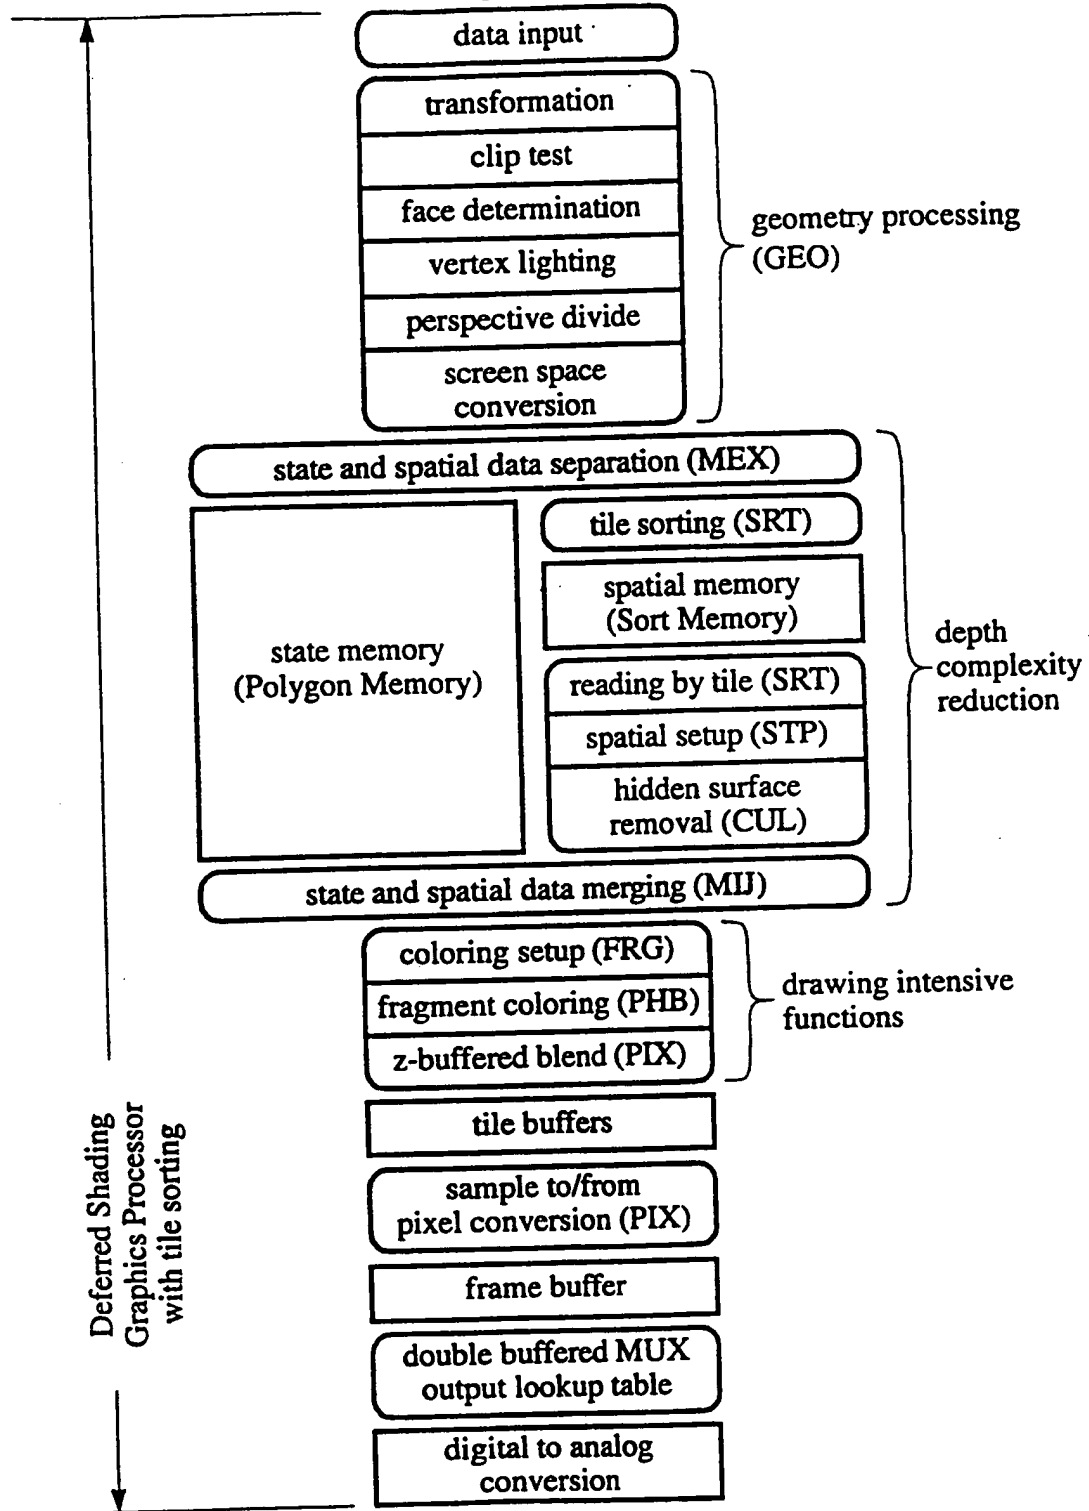 data input
transformation
clip test
face determination
vertex lighting
perspective divide
screen space
conversion
geometry processing
(GEO)
state and spatial data separation (MEX)
state memory
(Polygon Memory)
tile sorting (SRT)
spatial memory
(Sort Memory)
reading by tile (SRT)
spatial setup (STP)
hidden surface
removal (CUL)
depth
complexity
reduction
state and spatial data merging (MIJ)
coloring setup (FRG)
fragment coloring (PHB)
z-buffered blend (PIX)
drawing intensive
functions
tile buffers
sample to/from
pixel conversion (PIX)
frame buffer
double buffered MUX
output lookup table
digital to analog
conversion
Deferred Shading
Graphics Processor
with tile sorting